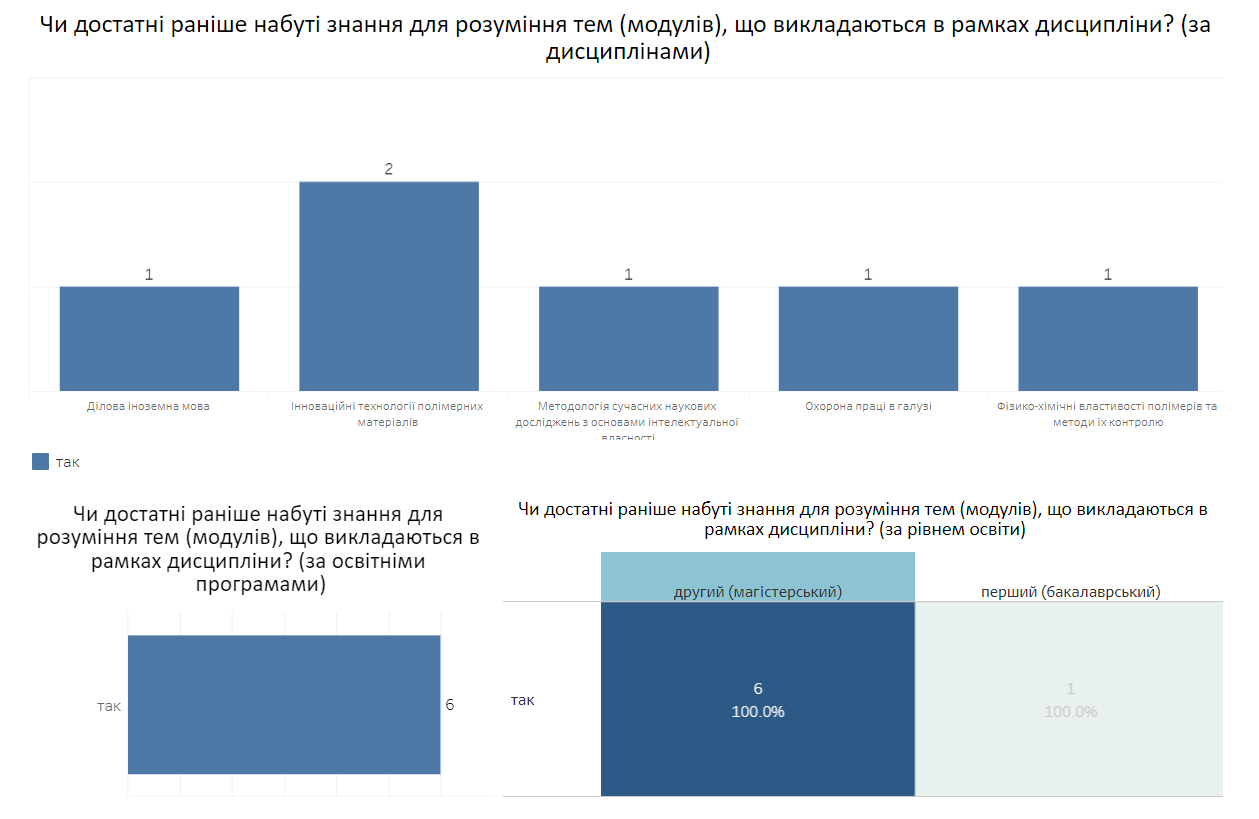 Чи достатні раніше набуті знання для розуміння тем (модулів), що викладаються в рамках дисципліни? (за
дисциплінами)
2
1
1
1
1
Ділова іноземна мова
Інноваційні технології полімерних
матеріалів
Методологія сучасних наукових
досліджень з основами інтелектуальної
власності
Охорона праці в галузі
Фізико-хімічні властивості полімерів та
методи їх контролю
так
Чи достатні раніше набуті знання для
розуміння тем (модулів), що викладаються в
рамках дисципліни? (за освітніми
програмами)
так
6
Чи достатні раніше набуті знання для розуміння тем (модулів), що викладаються в
рамках дисципліни? (за рівнем освіти)
другий (магістерський)
перший (бакалаврський)
так
6
100.0%
1
100.0%